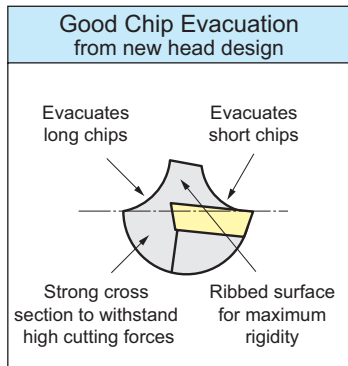 Good Chip Evacuation
from new head design
Evacuates
long chips
Evacuates
short chips
Strong cross
section to withstand
high cutting forces
Ribbed surface
for maximum
rigidity